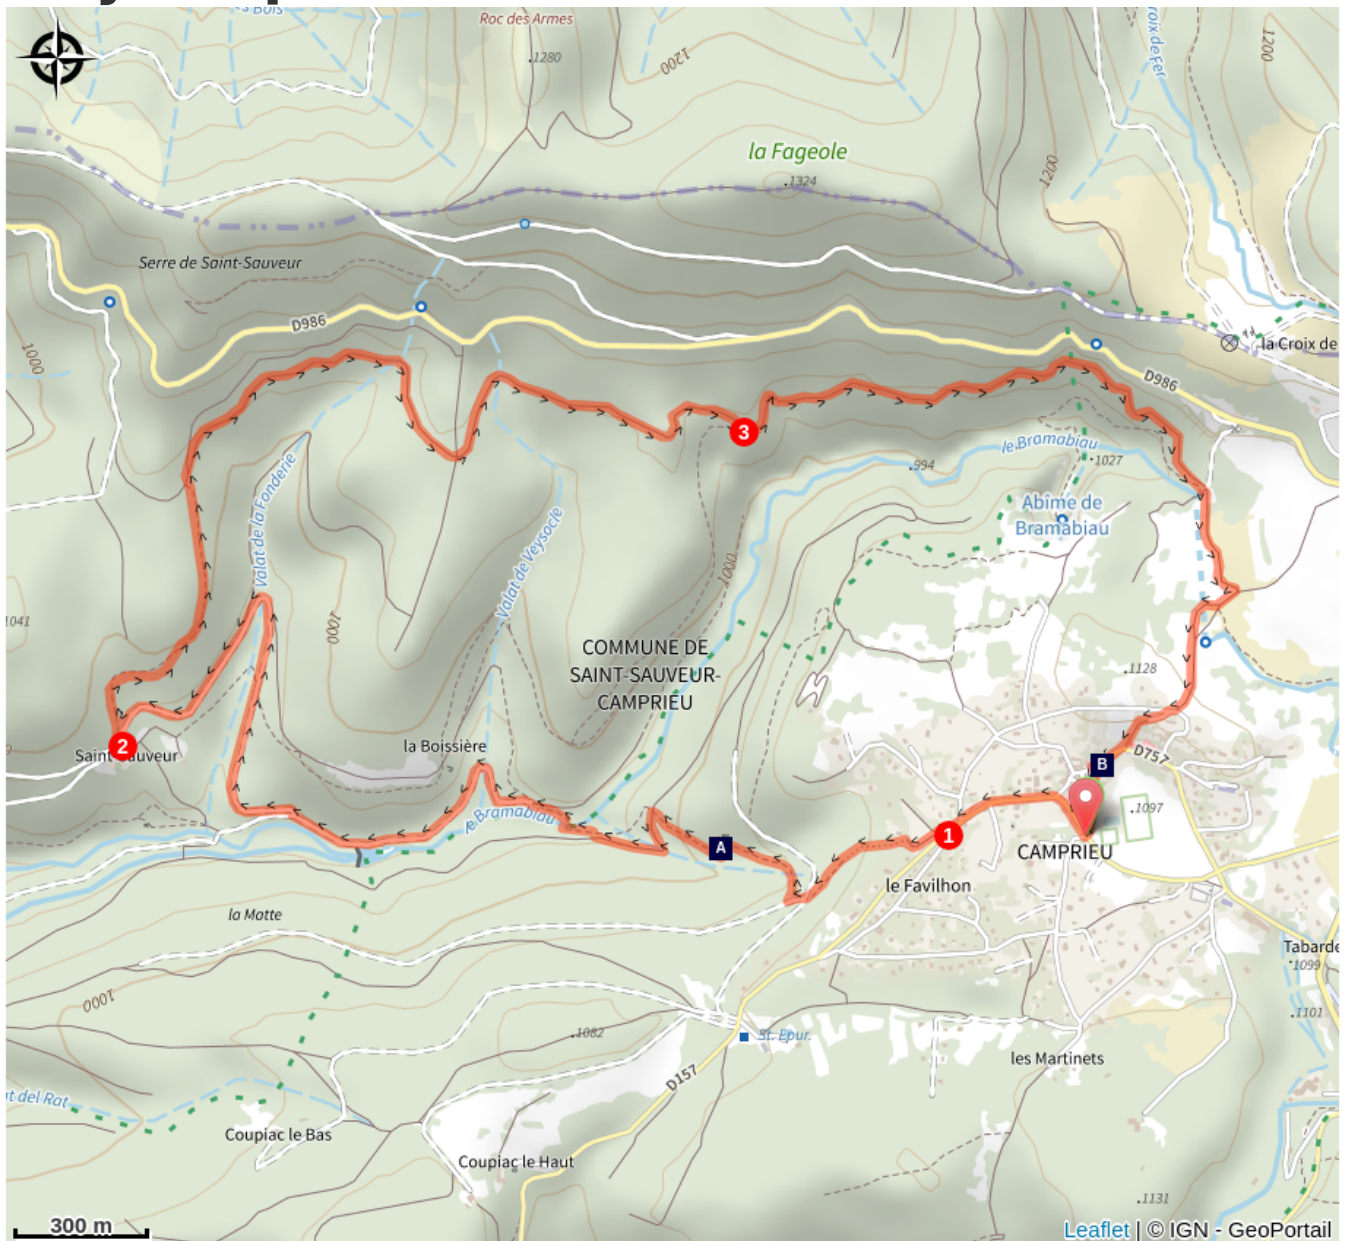 Roc des Armes
1280
1200
1200
1200
la Fageole
1324
Serre de Saint-Sauveur
D986
la Croix de
D986
1000
le Bramabiau
994
1027
Abîme de
Bramabiau
Valat de la Fonderie
Valat de Veysocle
3
1000
1000
1041
COMMUNE DE
SAINT-SAUVEUR-
CAMPRIEU
1128
2
la Boissière
D757
B
1097
le Bramabiau
A
1
CAMPRIEU
le Favilhon
la Matte
Tabarde
1099
1000
1101
1082
St. Epur.
les Martinets
D157
Coupiac le Bas
Coupiac le Haut
1131
300 m
Leaflet | © IGN - GeoPortail